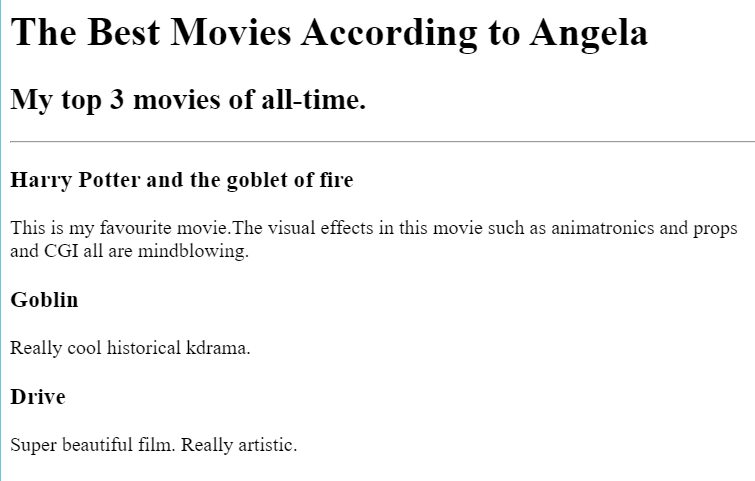 The Best Movies According to Angela
My top 3 movies of all-time.
Harry Potter and the goblet of fire
This is my favourite movie.The visual effects in this movie such as animatronics and props
and CGI all are mindblowing.
Goblin
Really cool historical kdrama.
Drive
Super beautiful film. Really artistic.